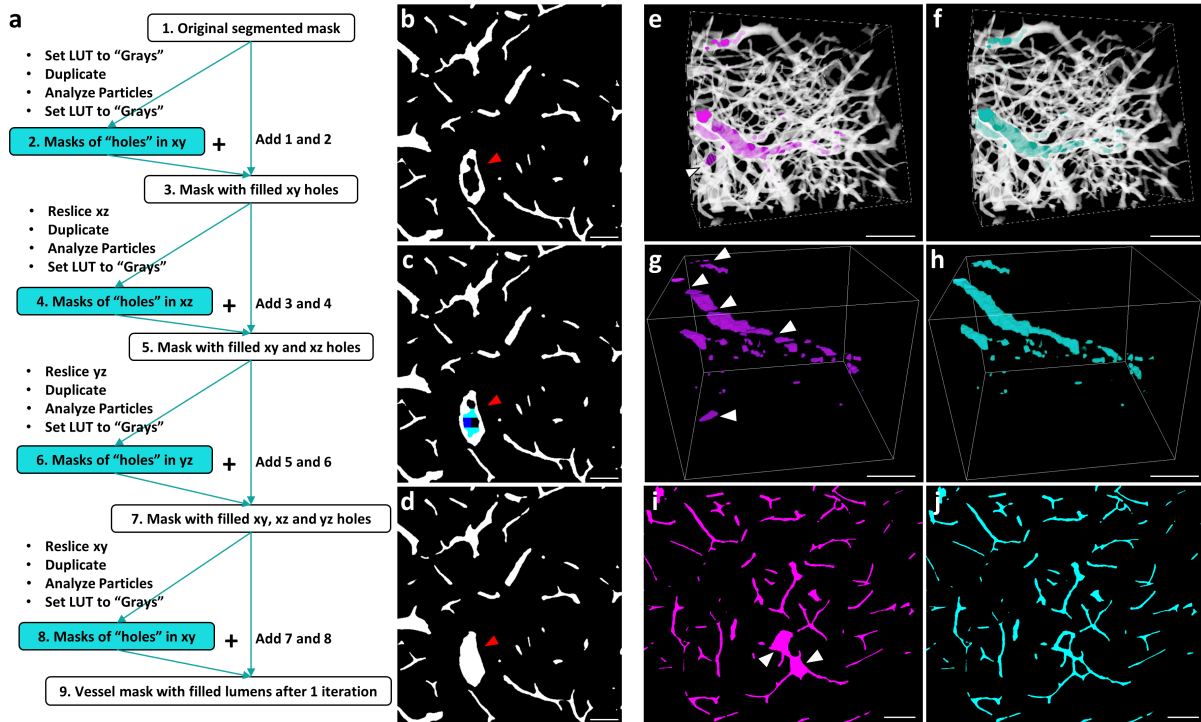 a
1. Original segmented mask
• Set LUT to “Grays”
• Duplicate
• Analyze Particles
• Set LUT to “Grays”
2. Masks of “holes” in xy
+
Add 1 and 2
3. Mask with filled xy holes
• Reslice xz
• Duplicate
• Analyze Particles
• Set LUT to “Grays”
4. Masks of “holes” in xz
+
Add 3 and 4
5. Mask with filled xy and xz holes
• Reslice yz
• Duplicate
• Analyze Particles
• Set LUT to “Grays”
6. Masks of “holes” in yz
+
Add 5 and 6
7. Mask with filled xy, xz and yz holes
• Reslice xy
• Duplicate
• Analyze Particles
• Set LUT to “Grays”
8. Masks of “holes” in xy
+
Add 7 and 8
9. Vessel mask with filled lumens after 1 iteration
b
c
d
e
f
g
h
i
j